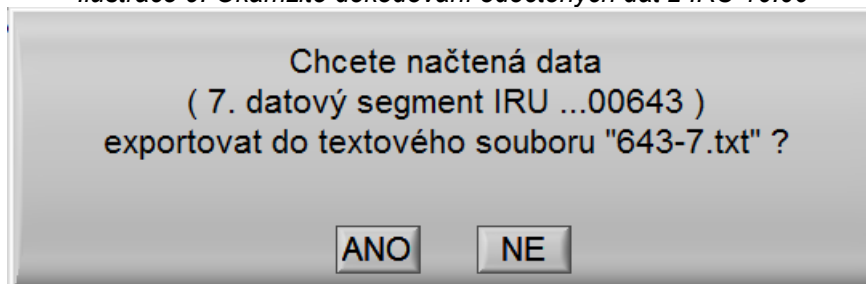 Chcete načtená data
( 7. datový segment IRU ...00643 )
exportovat do textového souboru "643-7.txt" ?
ANO NE